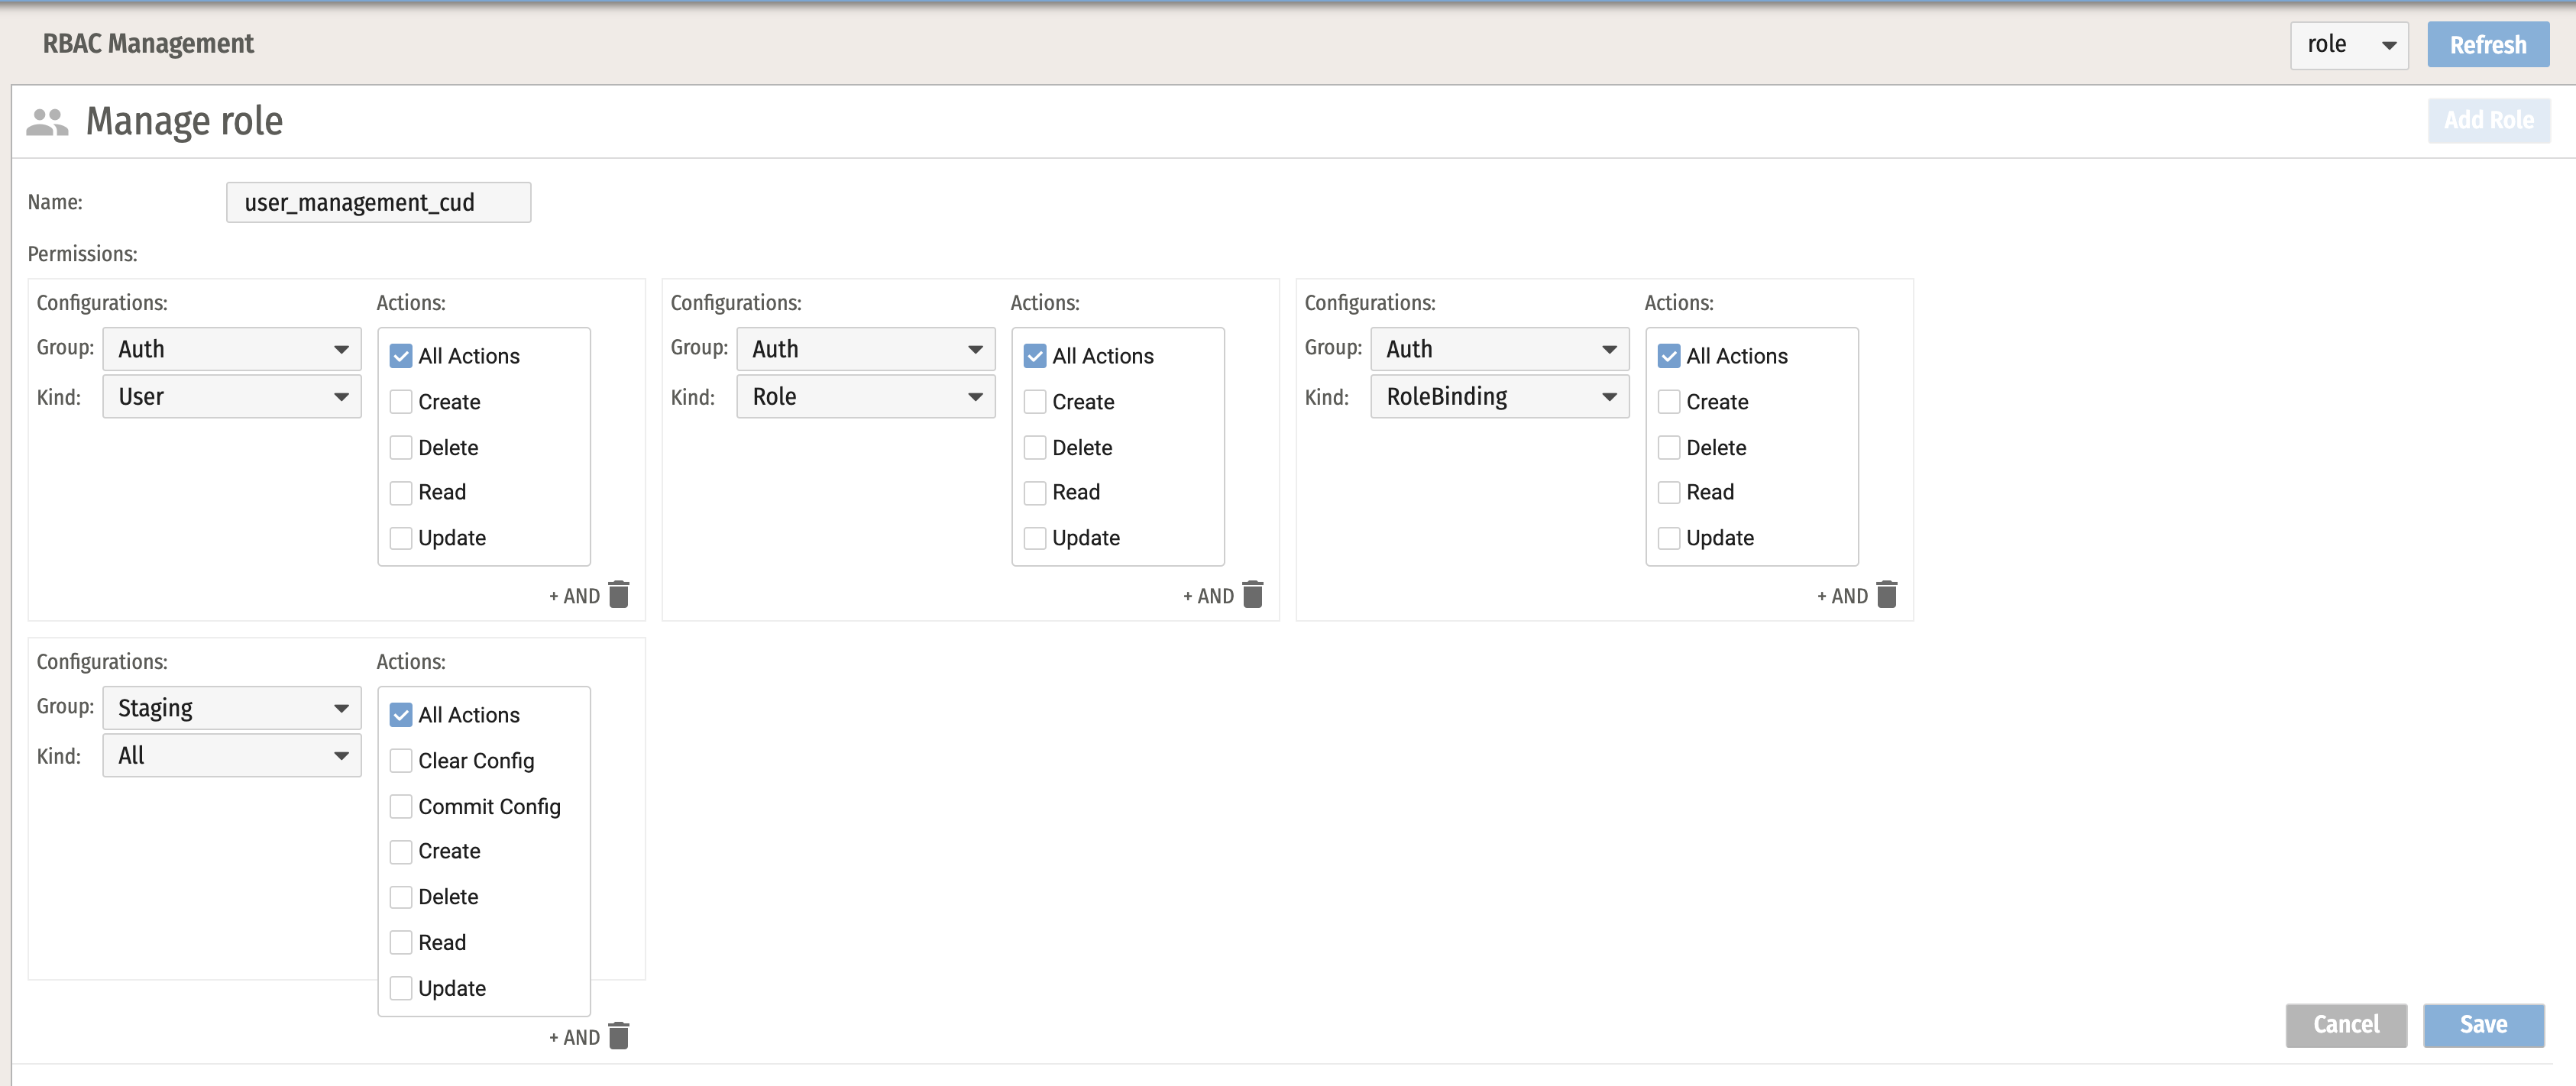 RBAC Management
role
Refresh
Manage role
Add Role
Name:
user_management_cud
Permissions:
Configurations:
Actions:
Group:
Auth
Kind:
User
All Actions
Create
Delete
Read
Update
+ AND
Configurations:
Actions:
Group:
Auth
Kind:
Role
All Actions
Create
Delete
Read
Update
+ AND
Configurations:
Actions:
Group:
Auth
Kind:
RoleBinding
All Actions
Create
Delete
Read
Update
+ AND
Configurations:
Actions:
Group:
Staging
Kind:
All
All Actions
Clear Config
Commit Config
Create
Delete
Read
Update
+ AND
Cancel
Save